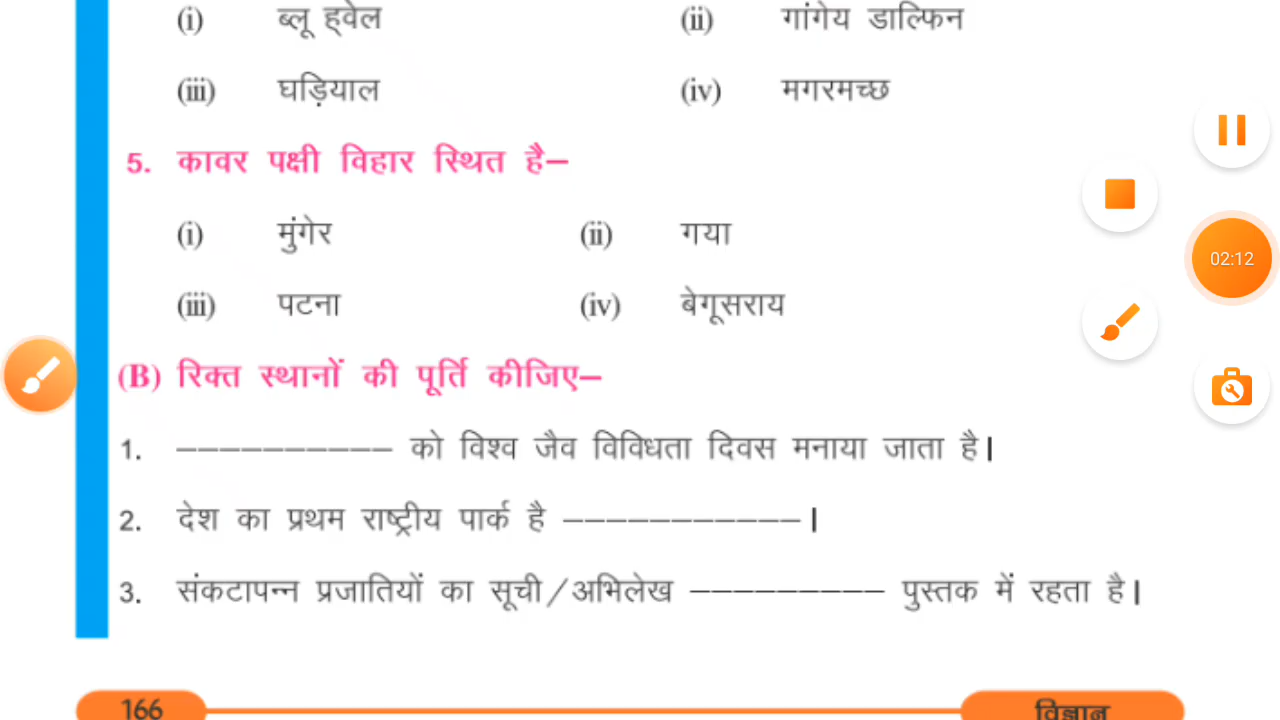 (i) ब्लू ह्वेल (ii) गांगेय डाल्फिन
(iii) घड़ियाल (iv) मगरमच्छ
5. कावर पक्षी विहार स्थित है–
(i) मुंगेर (ii) गया
(iii) पटना (iv) बेगूसराय
(B) रिक्त स्थानों की पूर्ति कीजिए–
1. –––––––––– को विश्व जैव विविधता दिवस मनाया जाता है।
2. देश का प्रथम राष्ट्रीय पार्क है ––––––––––– ।
3. संकटापन्न प्रजातियों का सूची/अभिलेख ––––––––– पुस्तक में रहता है।
166 विज्ञान
02:12